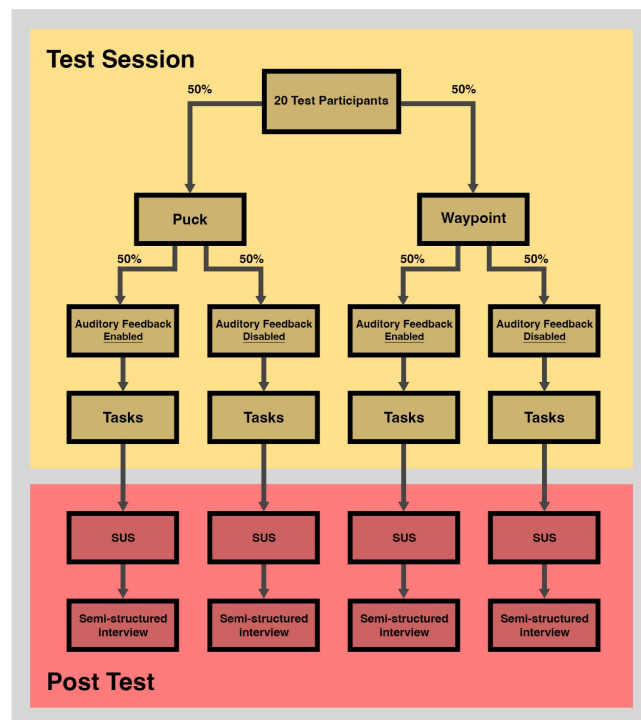 Test Session
20 Test Participants
50%
50%
Puck
Waypoint
50%
50%
50%
50%
Auditory Feedback
Enabled
Auditory Feedback
Disabled
Auditory Feedback
Enabled
Auditory Feedback
Disabled
Tasks
Tasks
Tasks
Tasks
SUS
SUS
SUS
SUS
Semi-structured
interview
Semi-structured
interview
Semi-structured
interview
Semi-structured
interview
Post Test